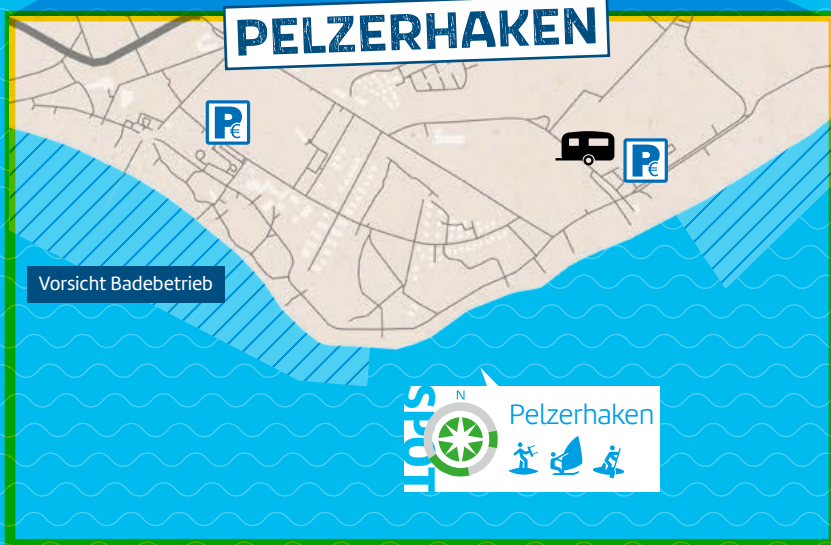 PELZERHAKEN
P€
P€
Vorsicht Badebetrieb
SPOT
N
Pelzerhaken